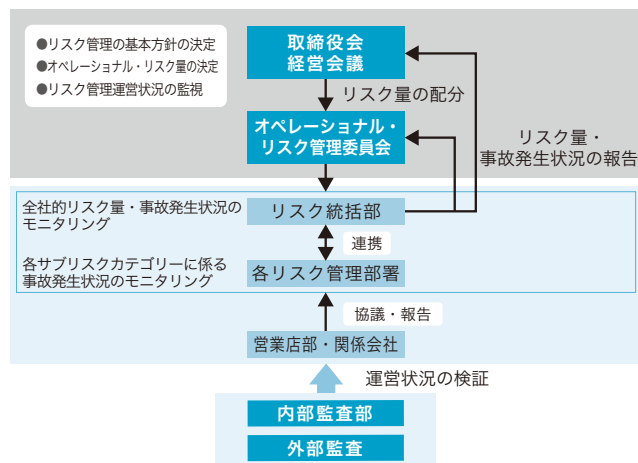 ●リスク管理の基本方針の決定
●オペレーショナル・リスク量の決定
●リスク管理運営状況の監視
取締役会
経営会議
リスク量の配分
オペレーショナル・
リスク管理委員会
リスク量・
事故発生状況の報告
全社的リスク量・事故発生状況の
モニタリング
リスク統括部
連携
各サブリスクカテゴリーに係る
事故発生状況のモニタリング
各リスク管理部署
協議・報告
営業店部・関係会社
運営状況の検証
内部監査部
外部監査